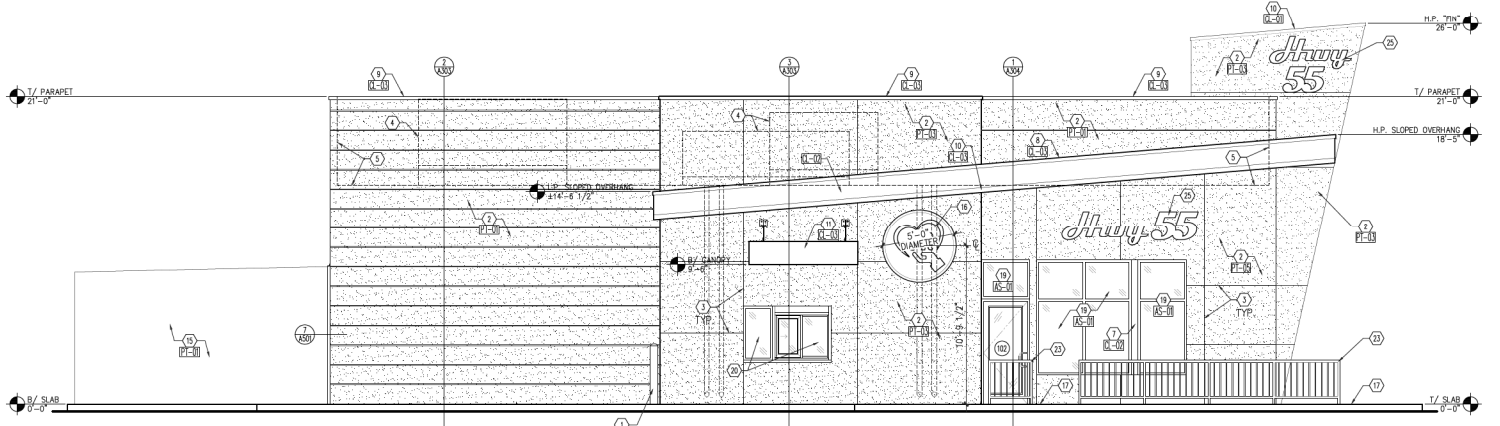 10
CL-01
H.P. "FIN"
26'-0"
25
2
PT-03
Hwy
55
2
A303
3
A303
1
A304
9
CL-03
9
CL-03
9
CL-03
T/ PARAPET
21'-0"
T/ PARAPET
21'-0"
4
4
2
PT-03
2
PT-01
H.P. SLOPED OVERHANG
18'-5"
8
CL-03
10
CL-03
5
CL-02
5
L.P. SLOPED OVERHANG
±14'-6 1/2"
2
PT-01
25
Hwy 55
16
5'-0"
DIAMETER
11
CL-03
2
PT-03
2
PT-05
B/ CANOPY
9'-6"
19
AS-01
19
AS-01
19
AS-01
3
TYP.
3
TYP.
2
PT-03
10'-9 1/2"
7
A501
15
PT-01
7
CL-02
102
23
23
20
17
17
B/ SLAB
0'-0"
T/ SLAB
0'-0"
1